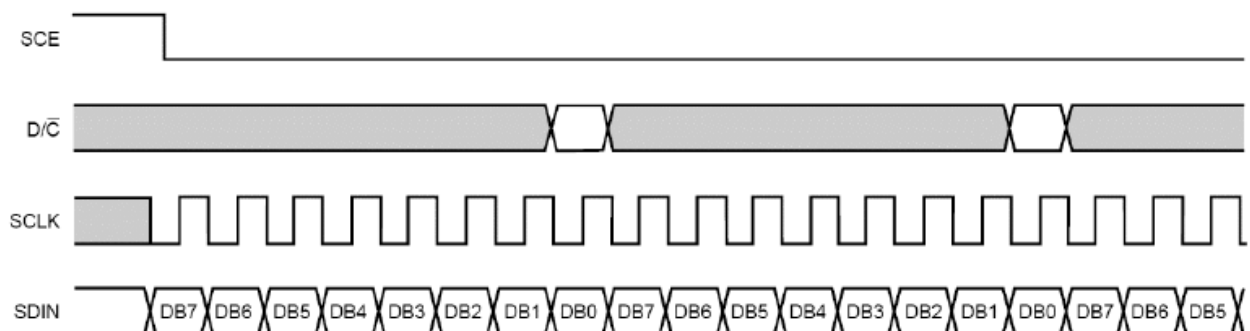 SCE
D/C̅
SCLK
SDIN DB7 DB6 DB5 DB4 DB3 DB2 DB1 DB0 DB7 DB6 DB5 DB4 DB3 DB2 DB1 DB0 DB7 DB6 DB5